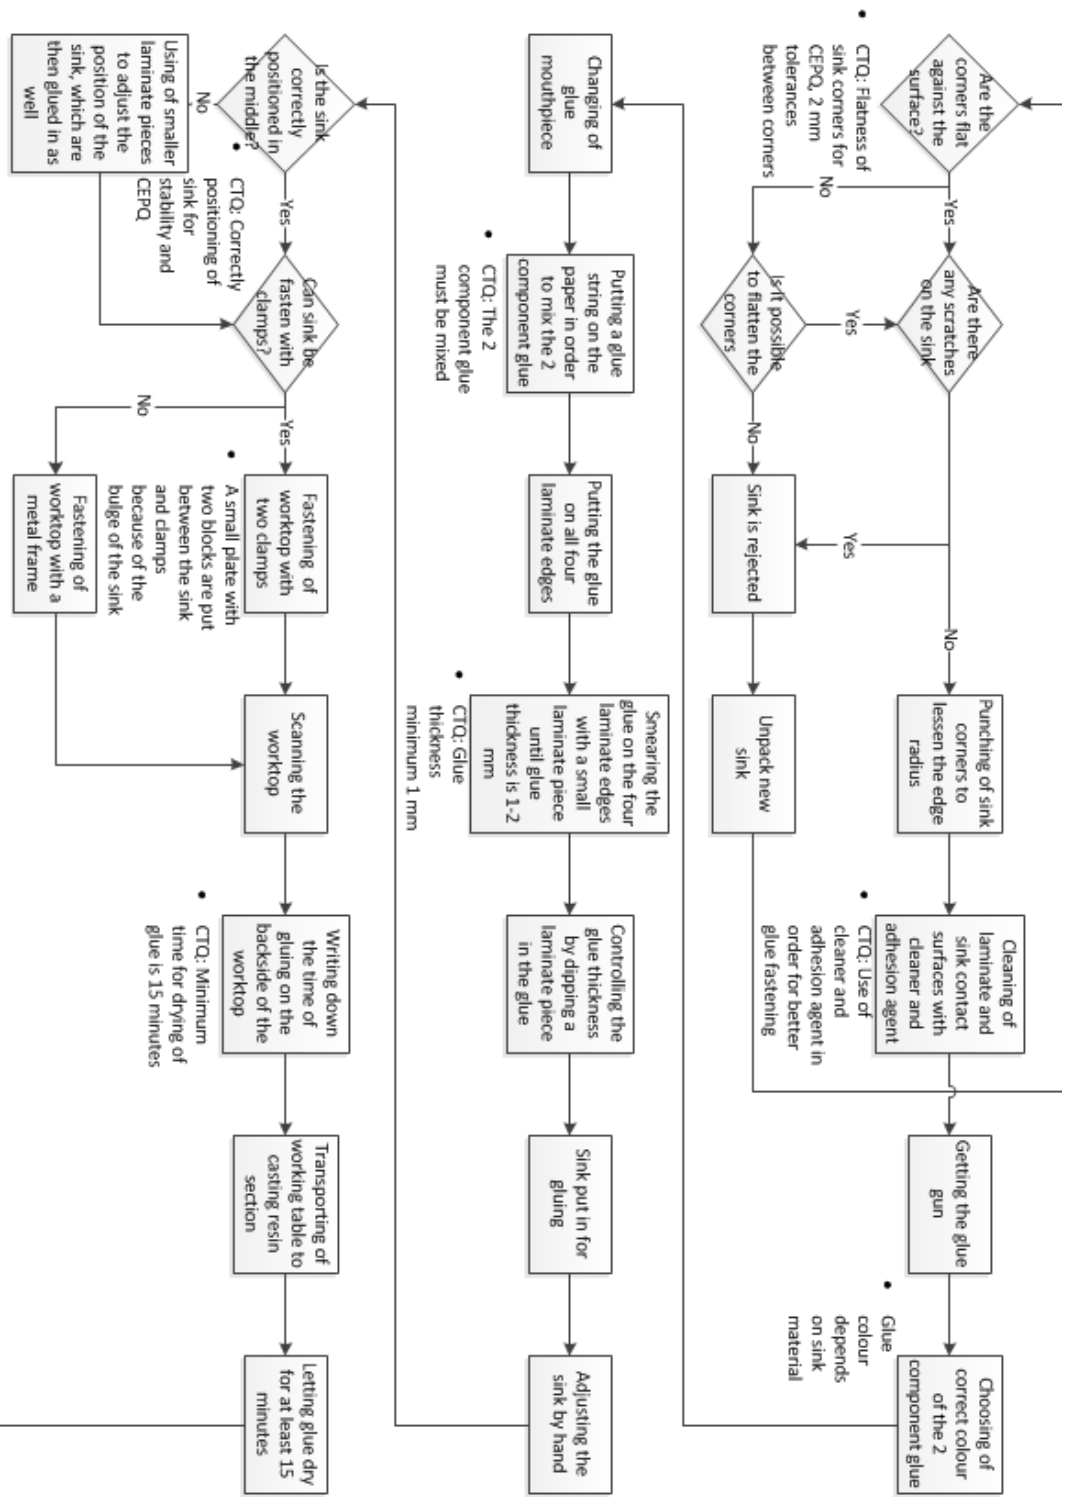 Are the
corners flat
against the
surface?
No
Yes
CTQ: Flatness of
sink corners for
CEPQ, 2 mm
tolerances
between corners
Are there
any scratches
on the sink
Yes
No
Is it possible
to flatten the
corners
Yes
No
Sink is rejected
Unpack new
sink
Punching of sink
corners to
lessen the edge
radius
Cleaning of
laminate and
sink contact
surfaces with
cleaner and
adhesion agent
CTQ: Use of
cleaner and
adhesion agent in
order for better
glue fastening
Getting the glue
gun
Choosing of
correct colour
of the 2
component glue
Glue
colour
depends
on sink
material
Changing of
glue
mouthpiece
Putting a glue
string on the
paper in order
to mix the 2
component glue
CTQ: The 2
component glue
must be mixed
Putting the glue
on all four
laminate edges
Smearing the
glue on the four
laminate edges
with a small
laminate piece
until glue
thickness is 1-2
mm
CTQ: Glue
thickness
minimum 1 mm
Controlling the
glue thickness
by dipping a
laminate piece
in the glue
Sink put in for
gluing
Adjusting the
sink by hand
Is the sink
correctly
positioned in
the middle?
No
Yes
CTQ: Correctly
positioning of
sink for
stability and
CEPQ
Using of smaller
laminate pieces
to adjust the
position of the
sink, which are
then glued in as
well
Can sink be
fasten with
clamps?
No
Yes
Fastening of
worktop with
two clamps
A small plate with
two blocks are put
between the sink
and clamps
because of the
bulge of the sink
Fastening of
worktop with a
metal frame
Scanning the
worktop
Writing down
the time of
gluing on the
backside of the
worktop
CTQ: Minimum
time for drying of
glue is 15 minutes
Transporting of
working table to
casting resin
section
Letting glue dry
for at least 15
minutes